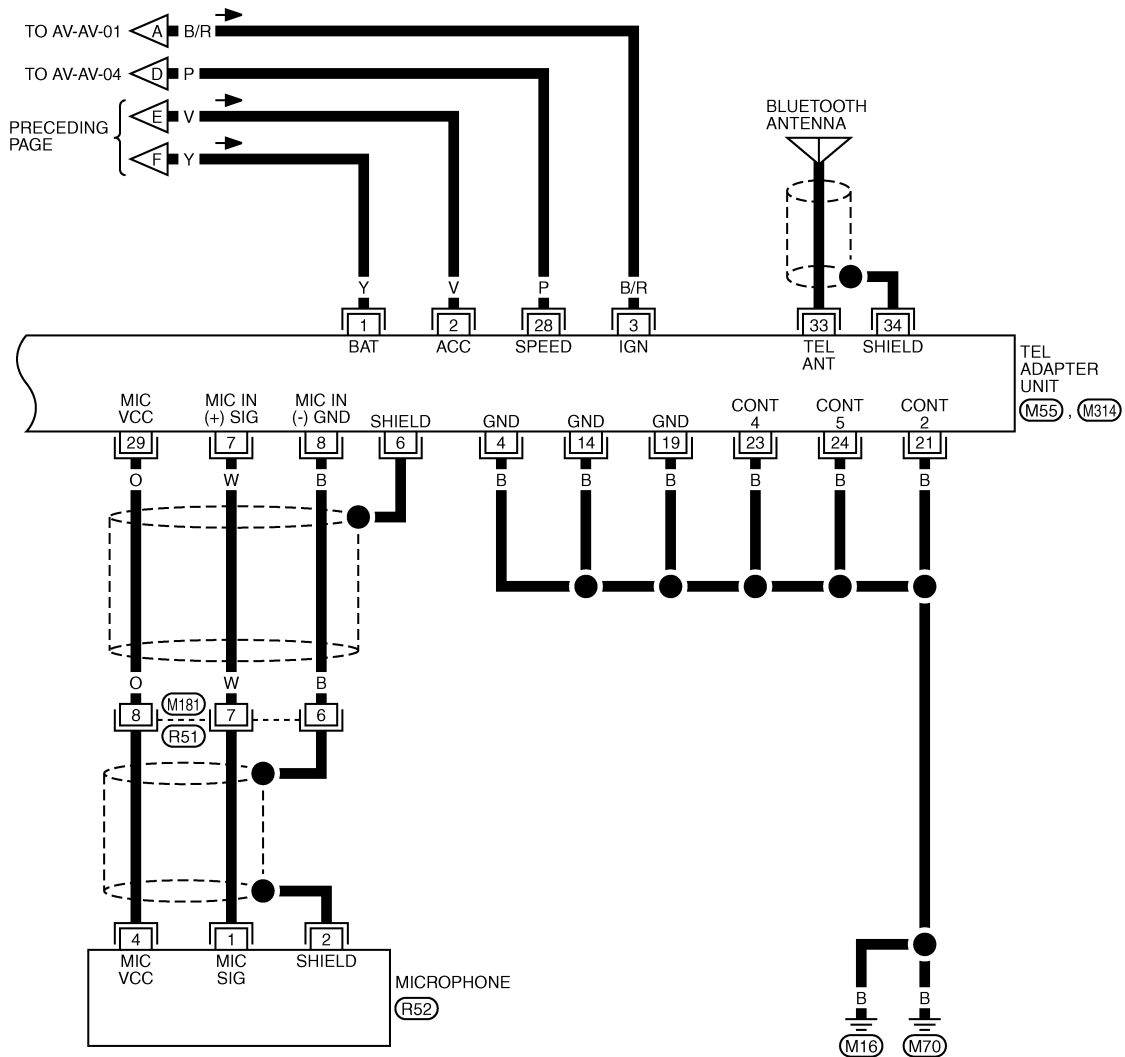 TO AV-AV-01 A B/R
TO AV-AV-04 D P
PRECEDING
PAGE
E V
F Y
BLUETOOTH
ANTENNA
Y V P B/R
1 2 28 3 33 34
BAT ACC SPEED IGN TEL
ANT SHIELD
TEL
ADAPTER
UNIT
M55 , M314
MIC
VCC
MIC IN
(+) SIG
MIC IN
(-) GND
SHIELD
GND
GND
GND
CONT
4
CONT
5
CONT
2
29 7 8 6 4 14 19 23 24 21
O W B B B B B B B
O W B
M181
8 7 6
R51
4 1 2
MIC
VCC
MIC
SIG
SHIELD
MICROPHONE
R52
B B
M16 M70